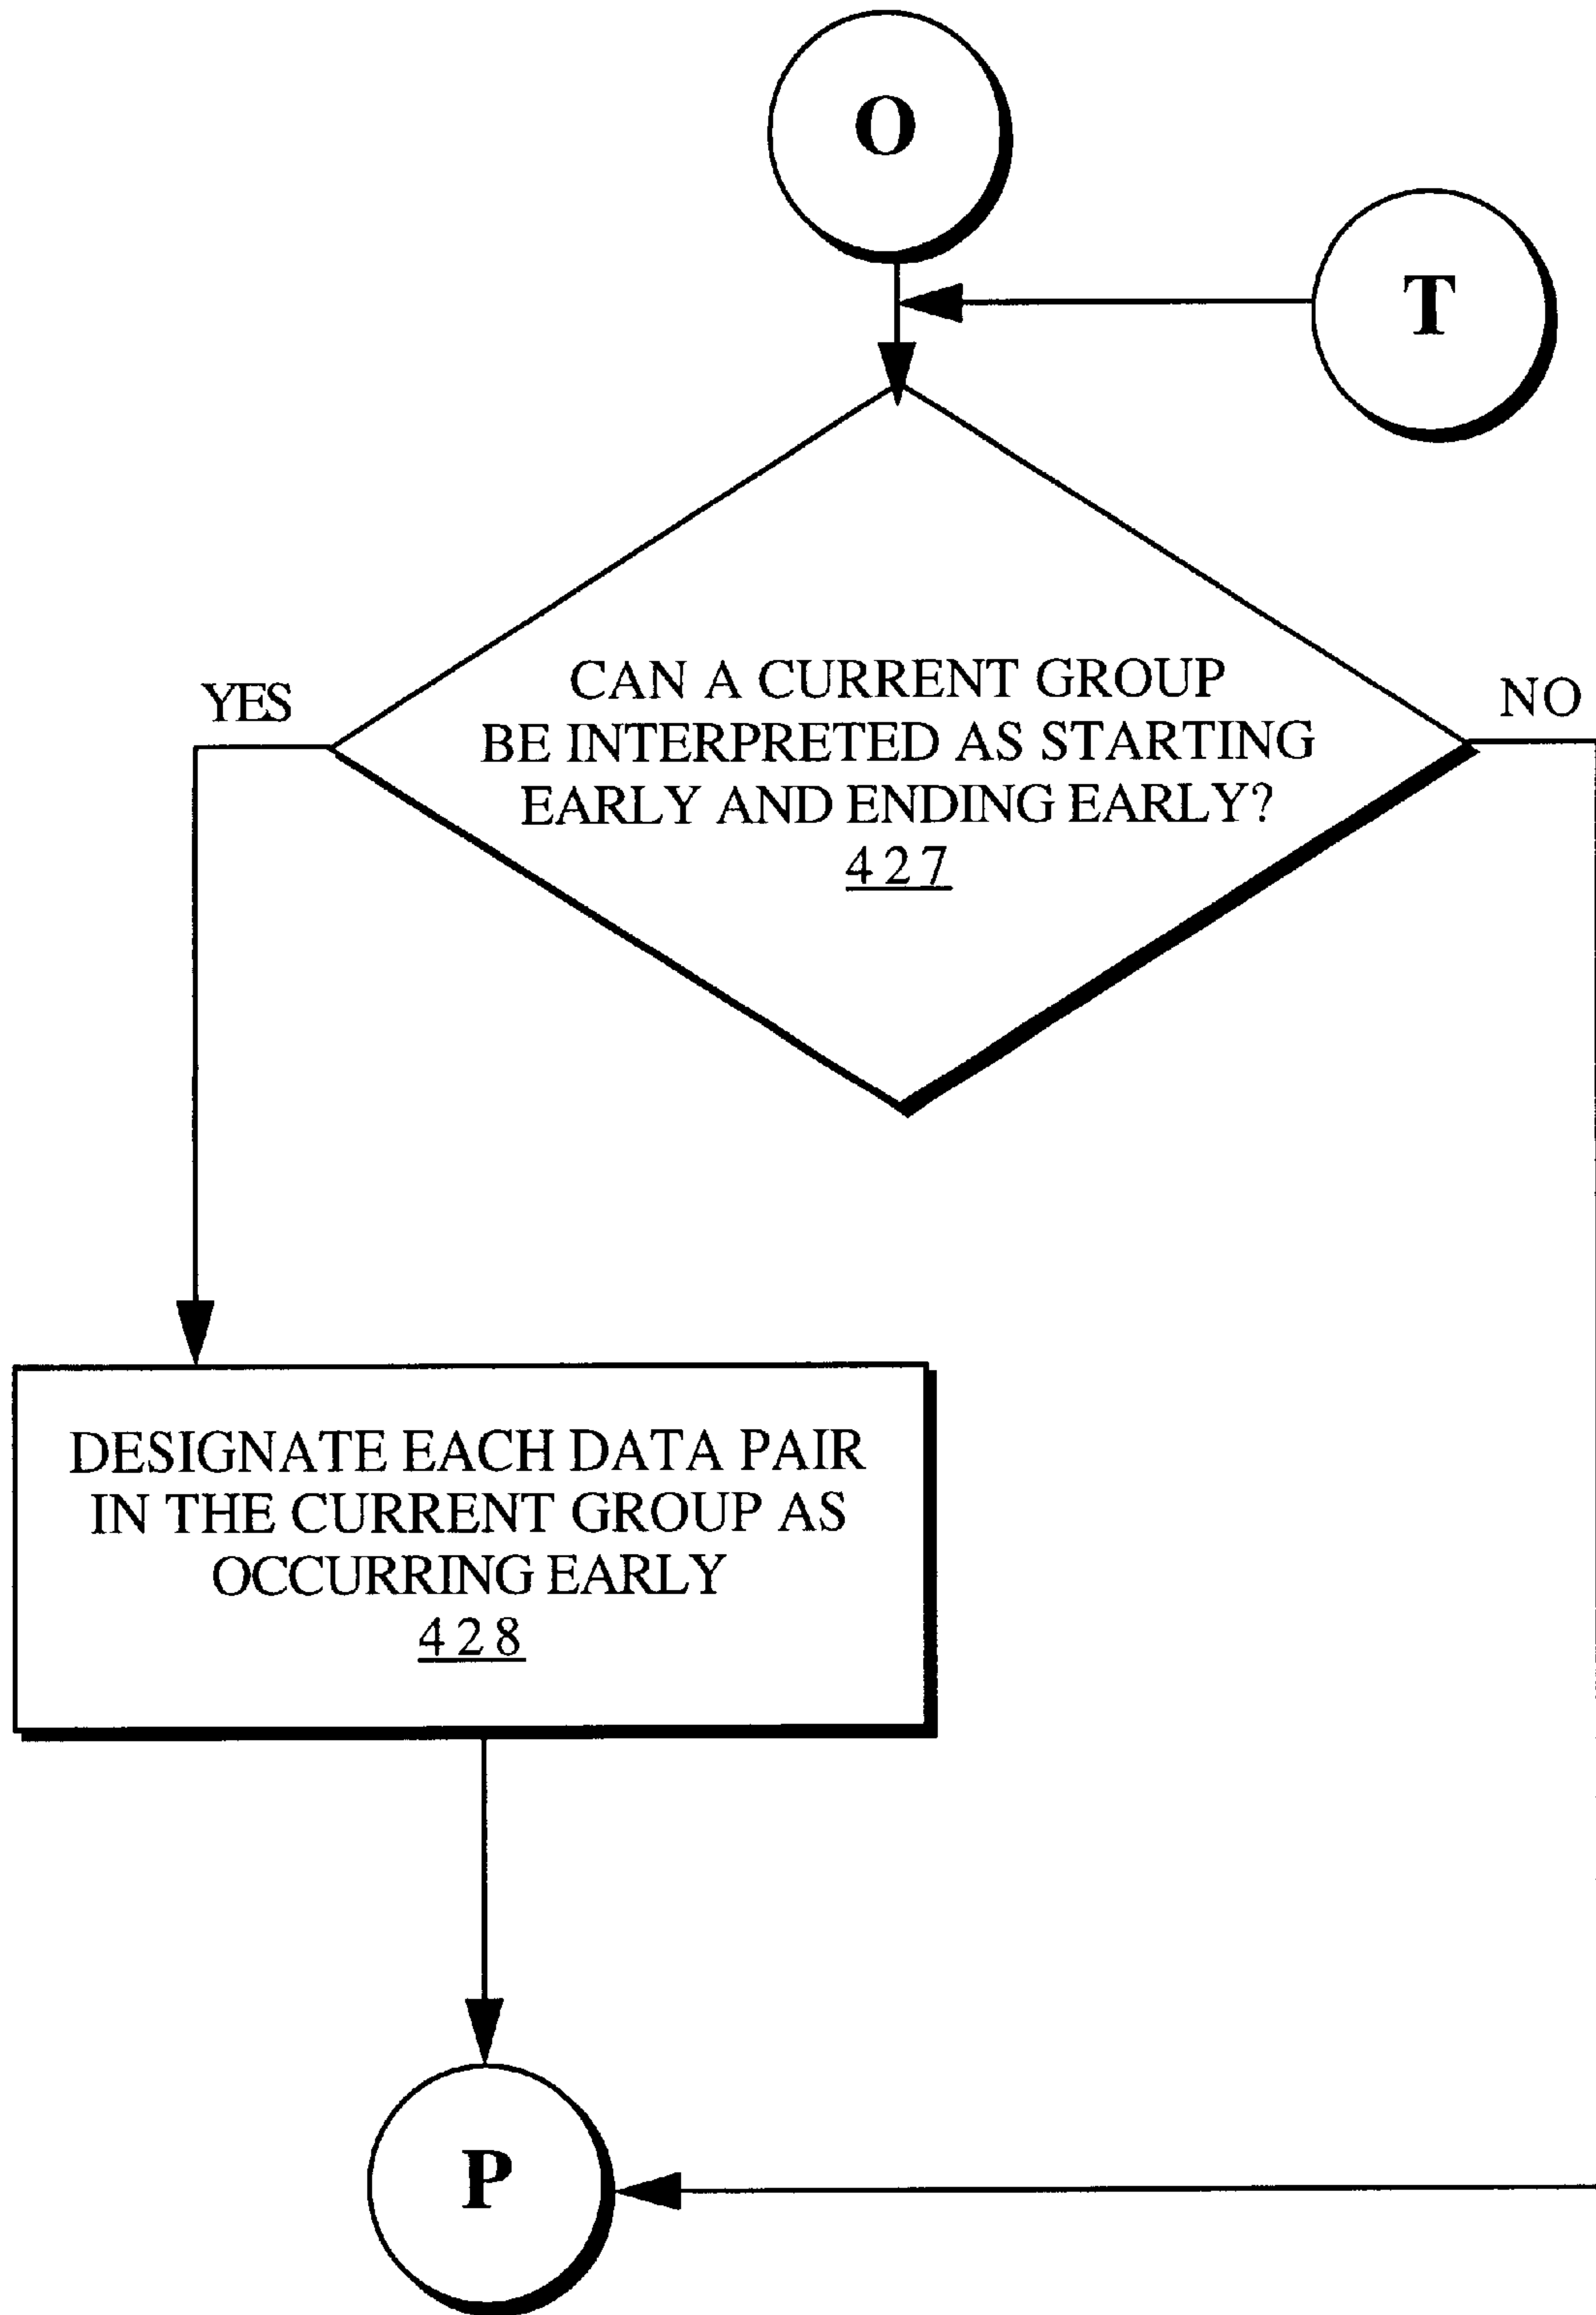 O
T
YES
NO
CAN A CURRENT GROUP
BE INTERPRETED AS STARTING
EARLY AND ENDING EARLY?
427
DESIGNATE EACH DATA PAIR
IN THE CURRENT GROUP AS
OCCURRING EARLY
428
P